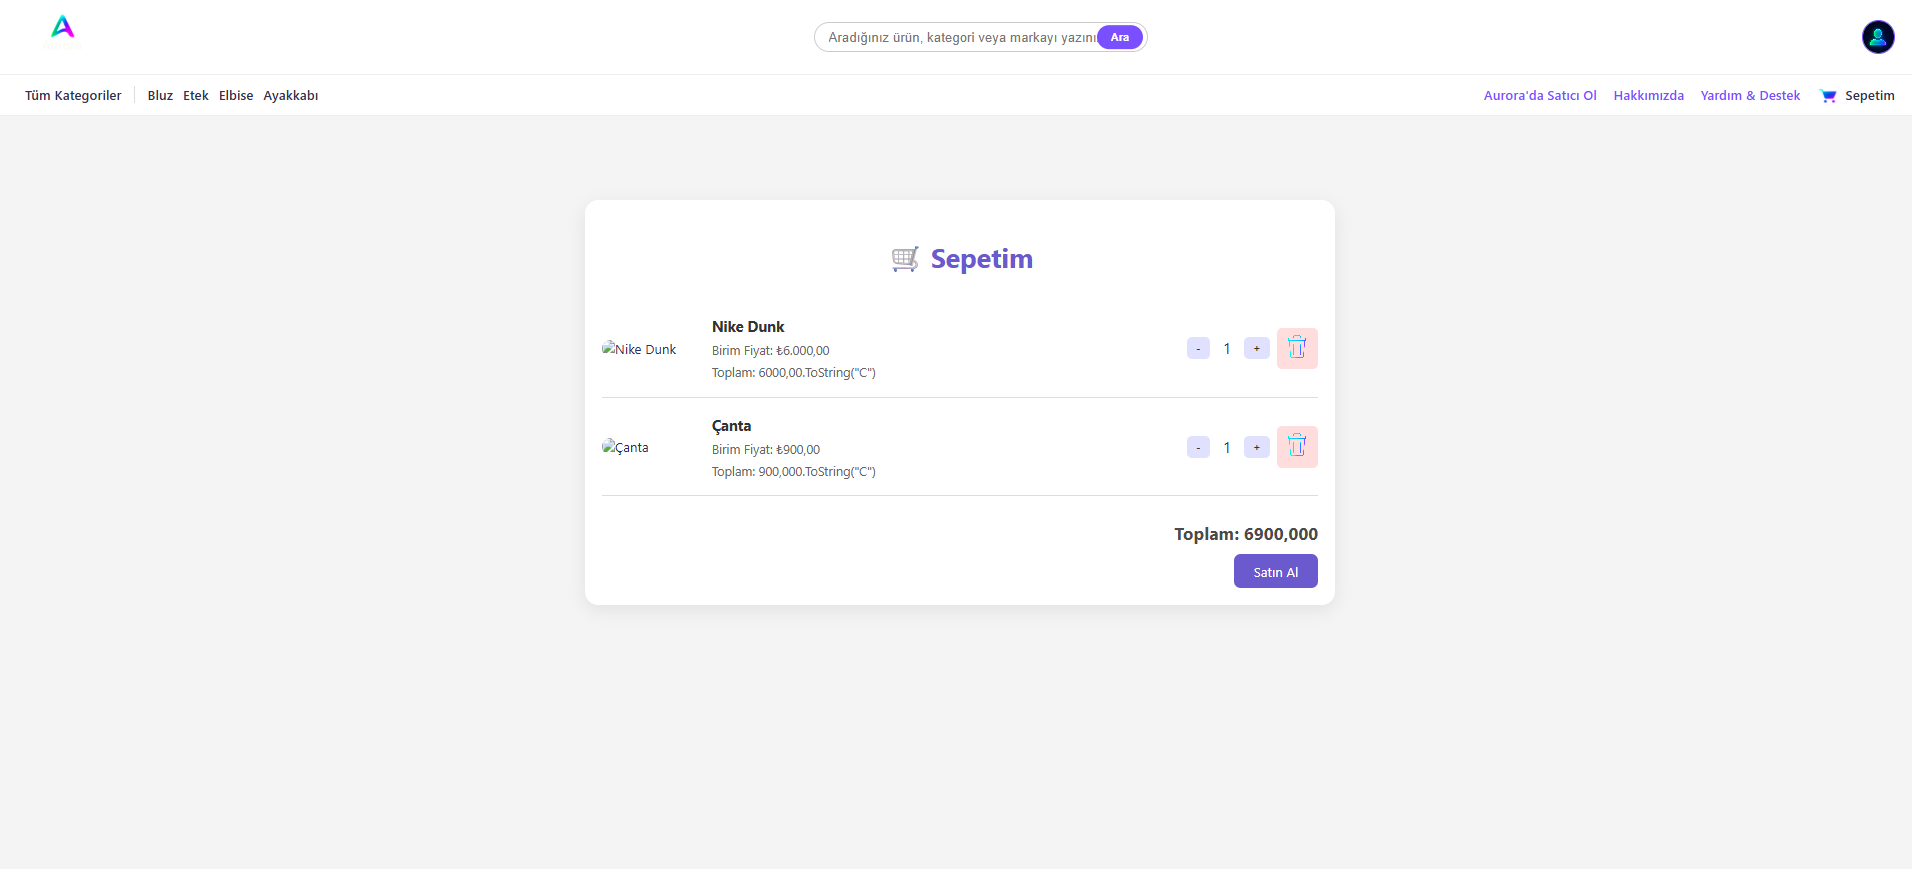 Aradığınız ürün, kategori veya markayı yazını Ara
Tüm Kategoriler Bluz Etek Elbise Ayakkabı Aurora'da Satıcı Ol Hakkımızda Yardım & Destek Sepetim
Sepetim
Nike Dunk
Nike Dunk
Birim Fiyat: ₺6.000,00
Toplam: 6000,00.ToString("C")
- 1 +
Çanta
Çanta
Birim Fiyat: ₺900,00
Toplam: 900,000.ToString("C")
- 1 +
Toplam: 6900,000
Satın Al